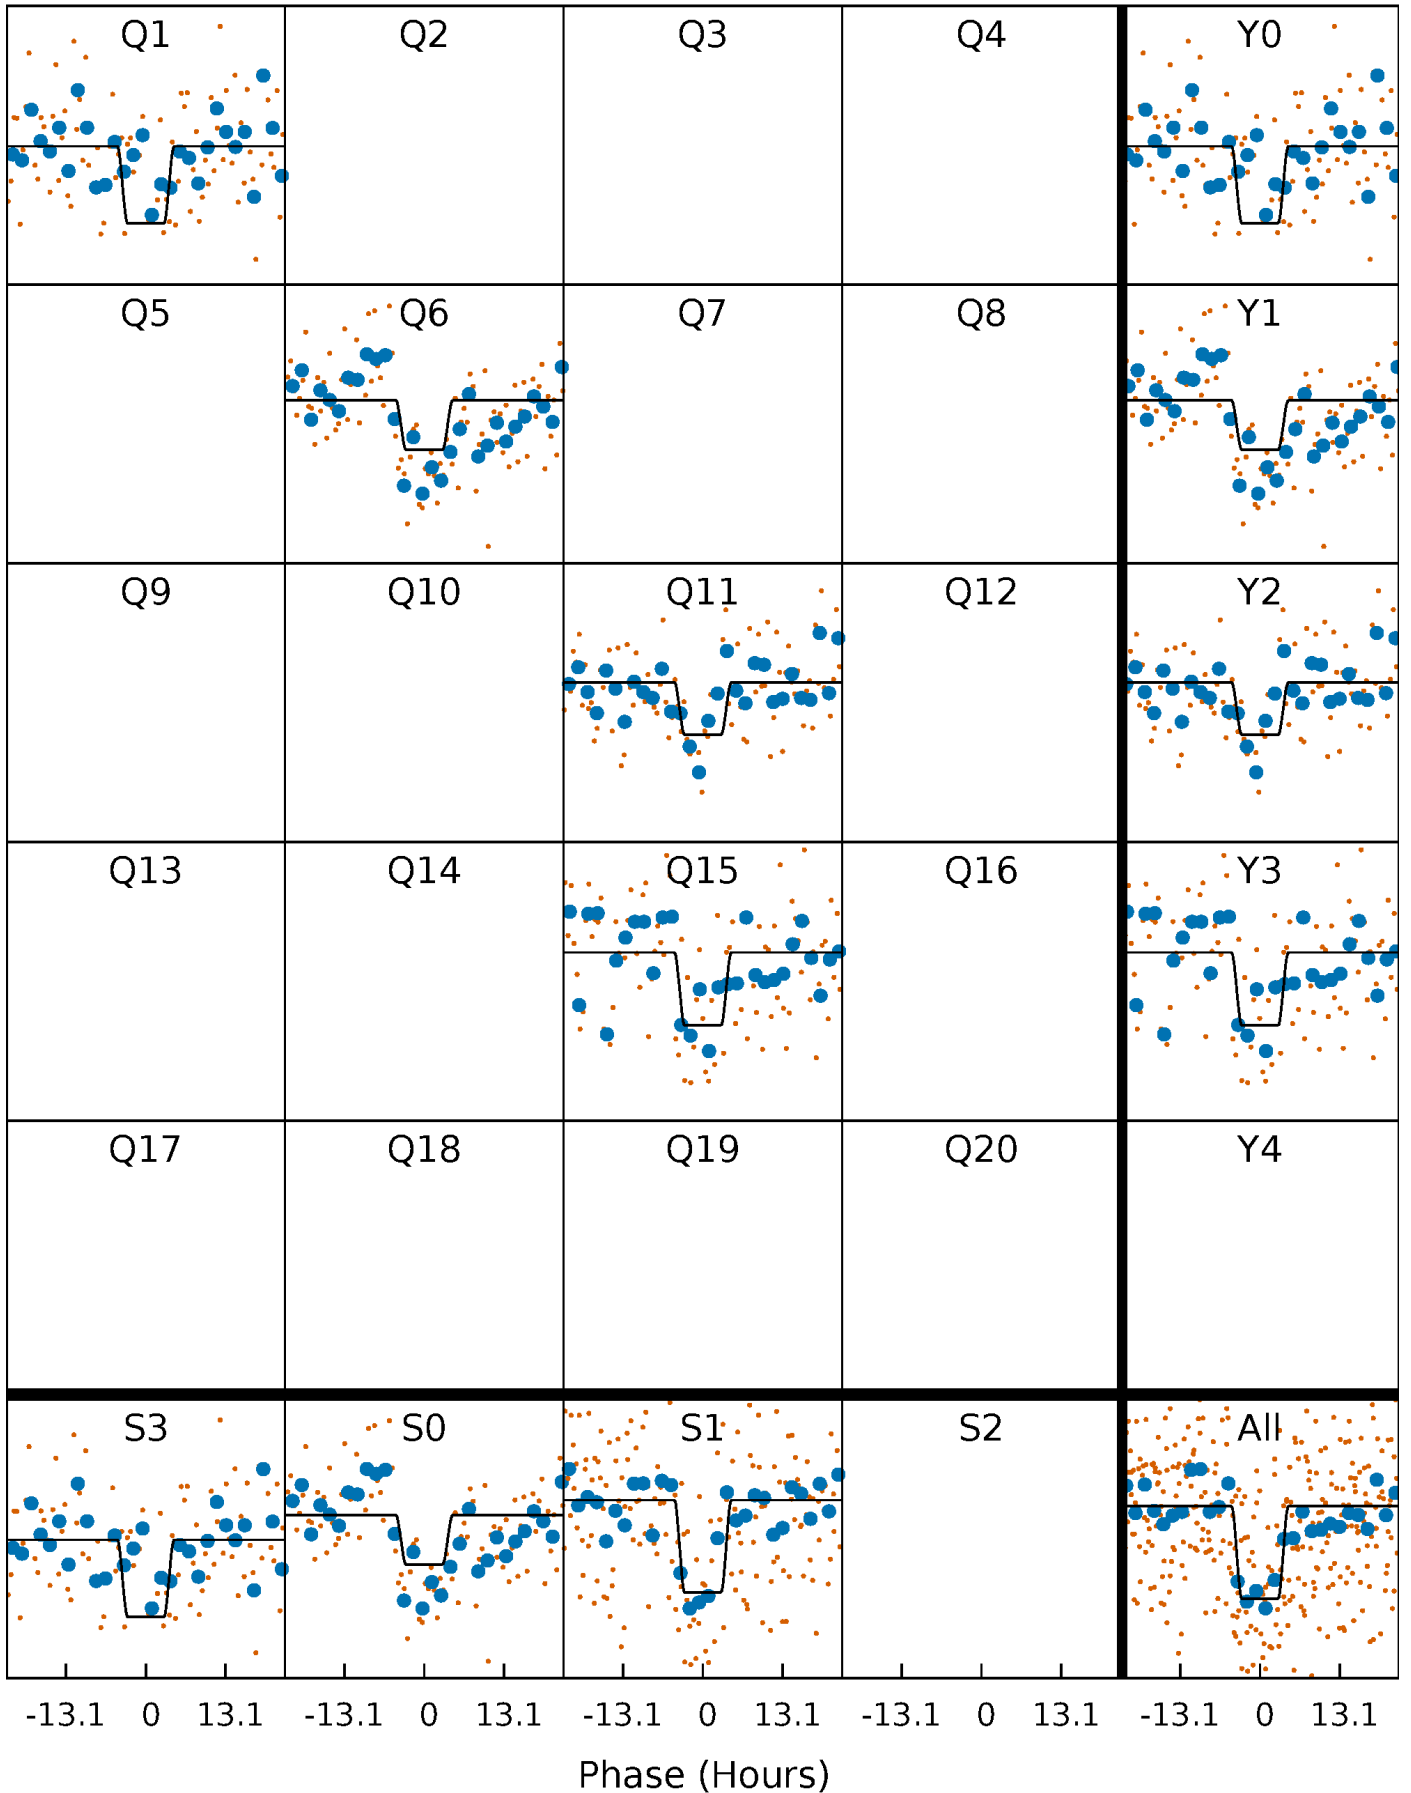 Q1 Q2 Q3 Q4 Y0
Q5 Q6 Q7 Q8 Y1
Q9 Q10 Q11 Q12 Y2
Q13 Q14 Q15 Q16 Y3
Q17 Q18 Q19 Q20 Y4
S3 S0 S1 S2 All
-13.1 0 13.1 -13.1 0 13.1 -13.1 0 13.1 -13.1 0 13.1 -13.1 0 13.1
Phase (Hours)